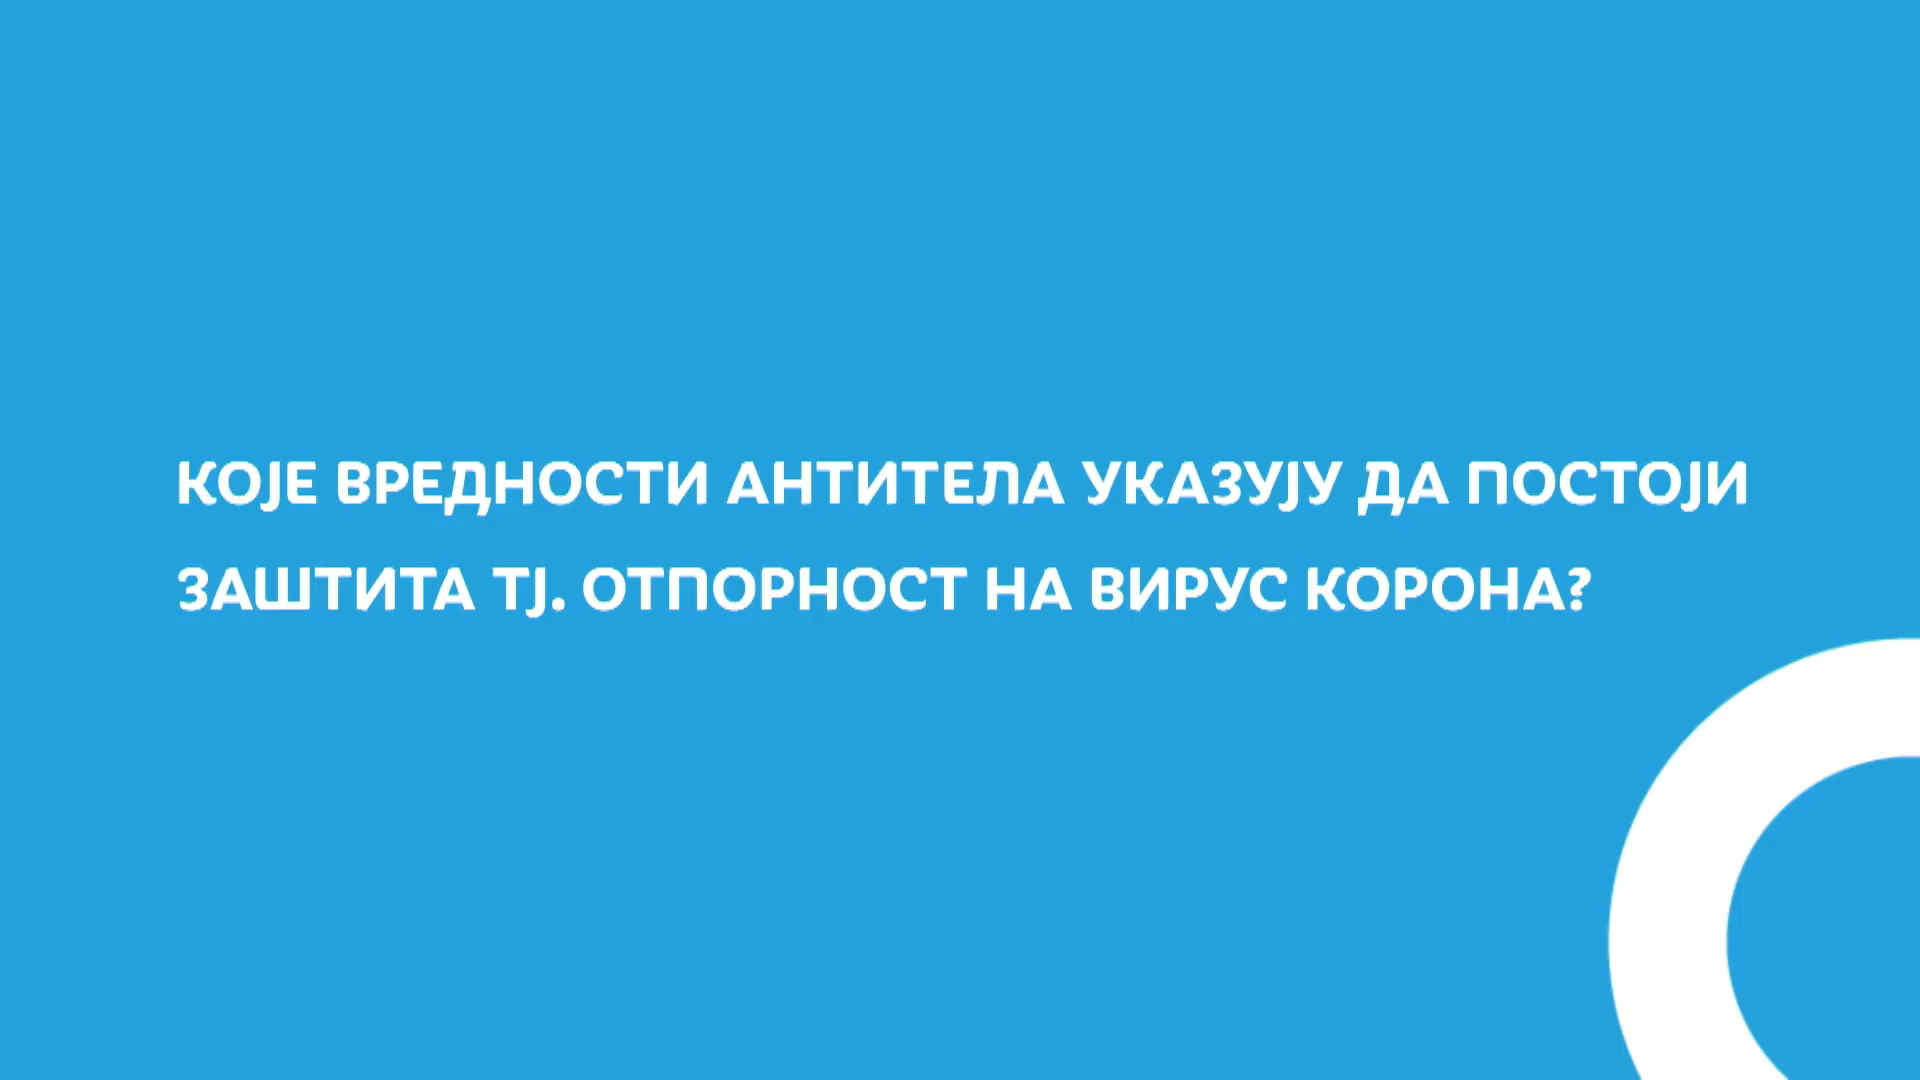 КОЈЕ ВРЕДНОСТИ АНТИТЕЛА УКАЗУЈУ ДА ПОСТОЈИ
ЗАШТИТА ТЈ. ОТПОРНОСТ НА ВИРУС КОРОНА?